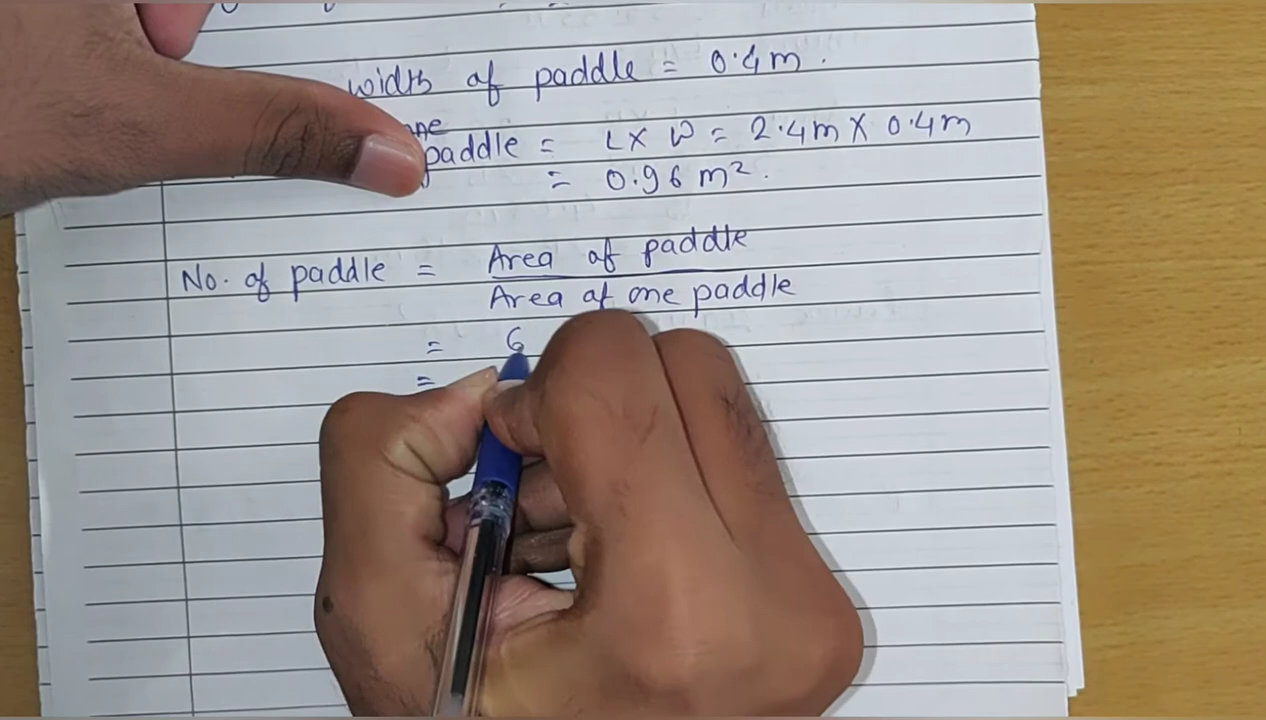 width of paddle = 0.4m.
one
paddle = L x W = 2.4m x 0.4m
= 0.96 m².
No. of paddle = Area of paddle
Area of one paddle
= 6
=